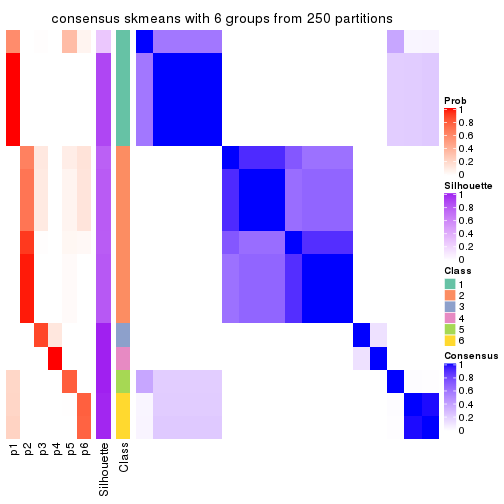 consensus skmeans with 6 groups from 250 partitions
Prob
1
0.8
0.6
0.4
0.2
0
Silhouette
1
0.8
0.6
0.4
0.2
0
Class
1
2
3
4
5
6
Consensus
1
0.8
0.6
0.4
0.2
0
p1
p2
p3
p4
p5
p6
Silhouette
Class